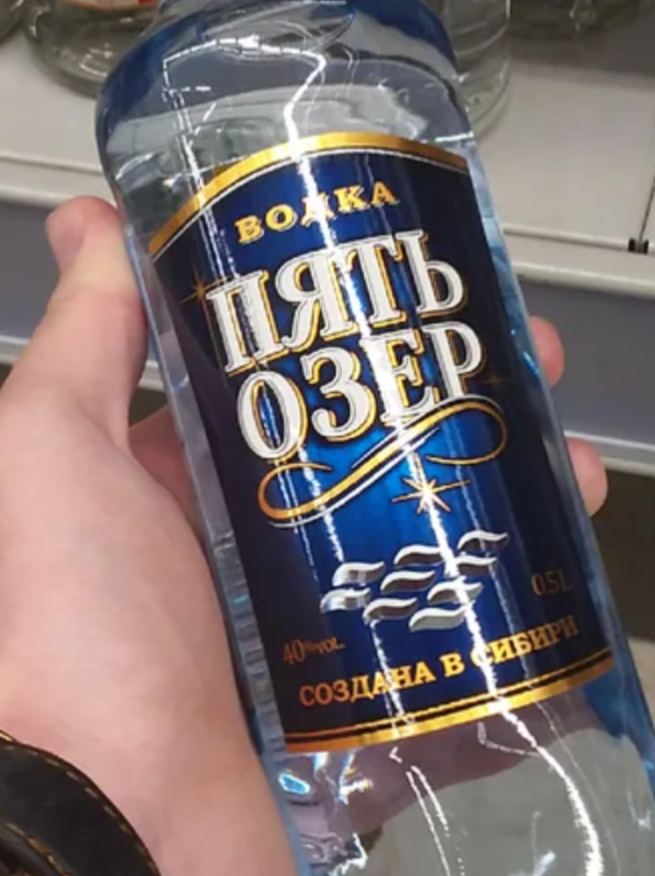 ВОДКА
ПЯТЬ
ОЗЕР
0.5L
40%VOL.
СОЗДАНА В СИБИРИ